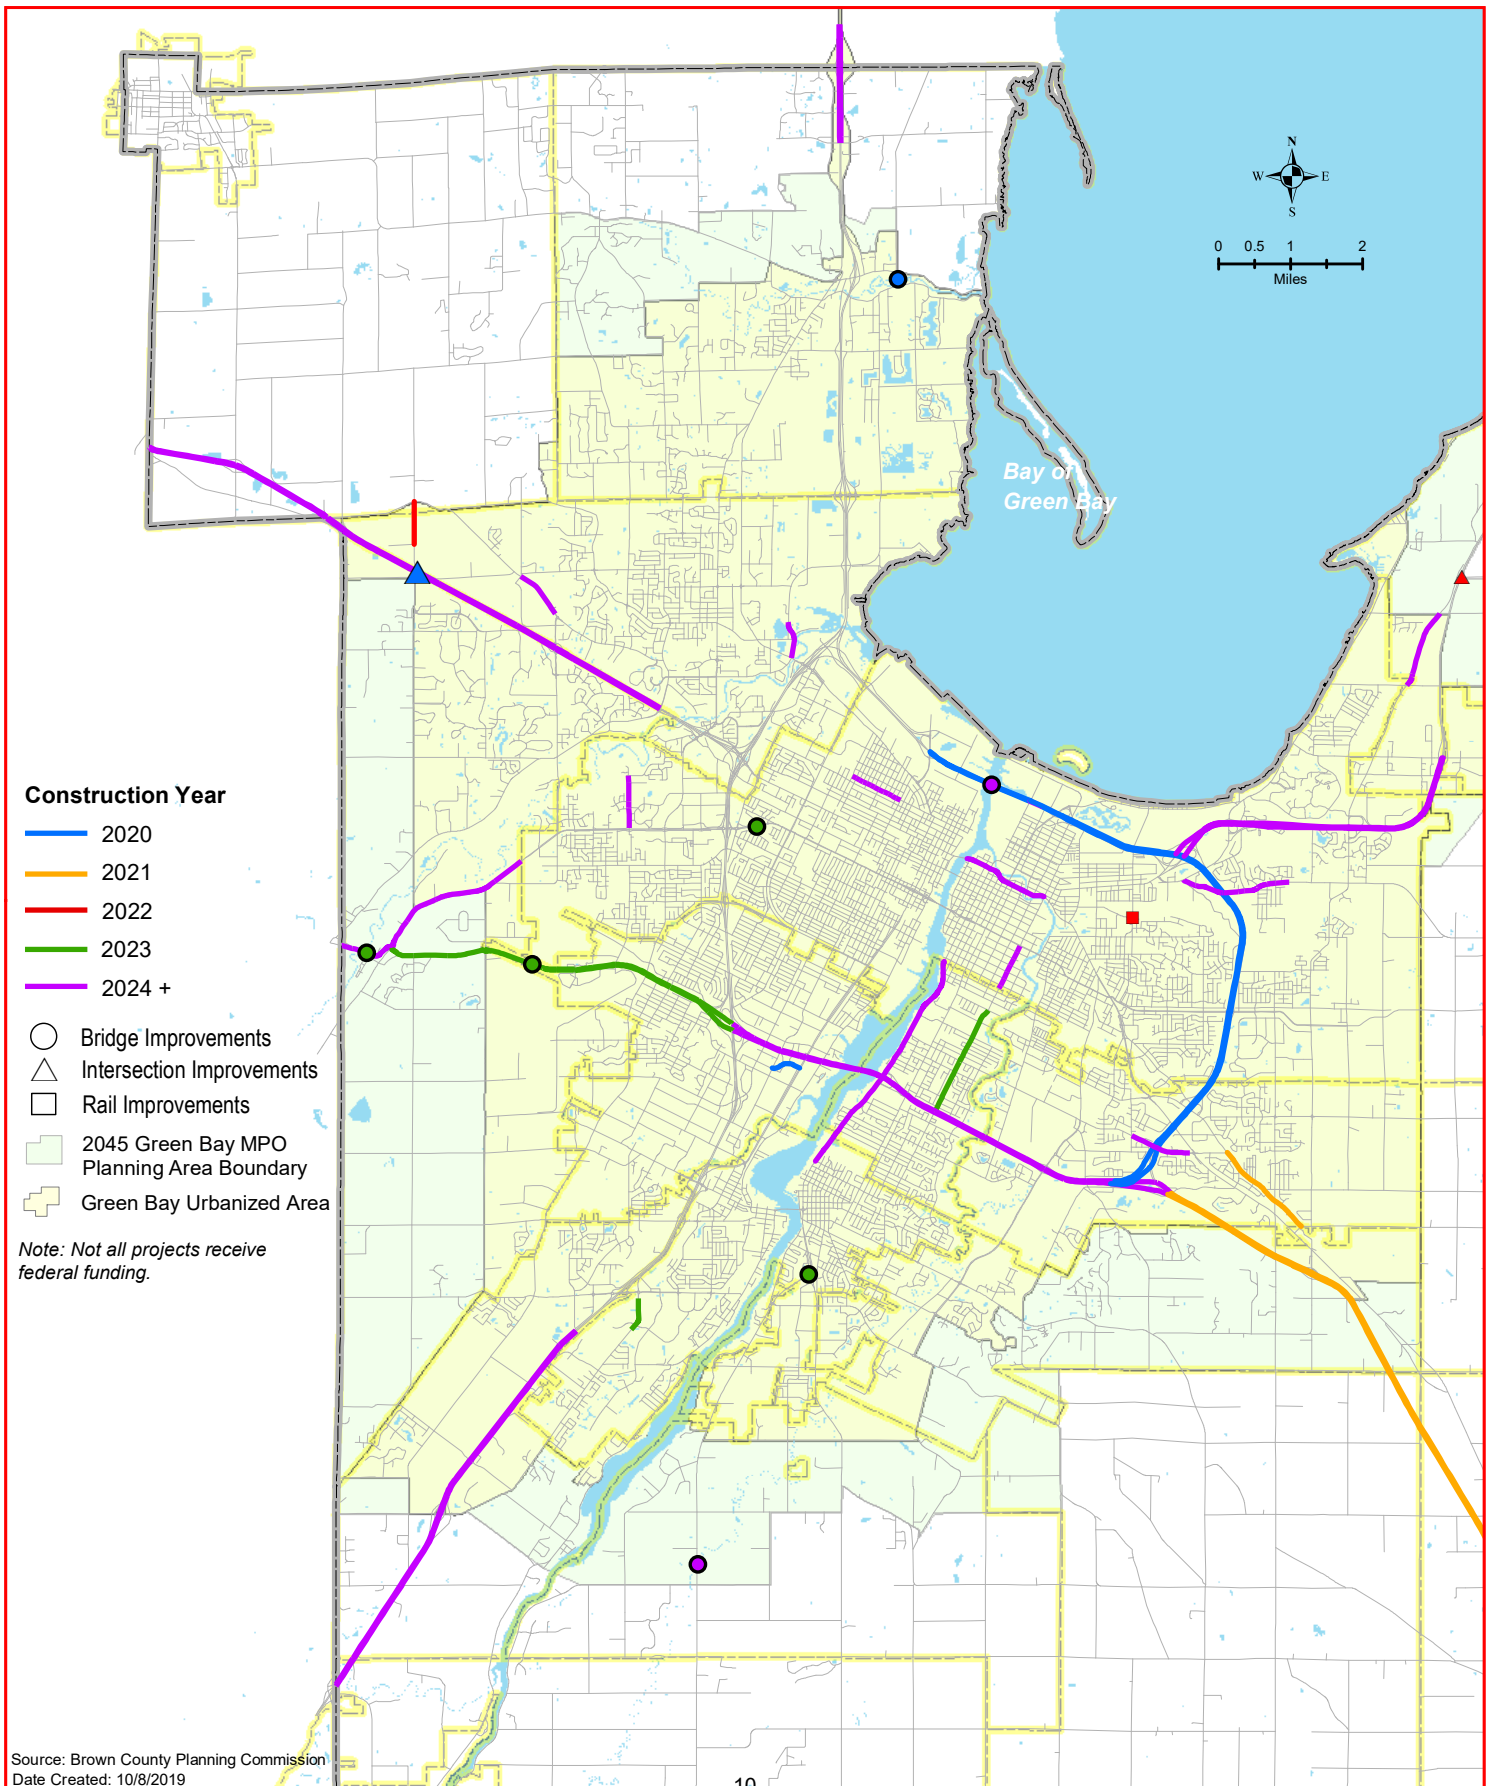 N
W E
S
0 0.5 1 2
Miles
Bay of
Green Bay
Construction Year
2020
2021
2022
2023
2024 +
Bridge Improvements
Intersection Improvements
Rail Improvements
2045 Green Bay MPO
Planning Area Boundary
Green Bay Urbanized Area
Note: Not all projects receive
federal funding.
Source: Brown County Planning Commission
Date Created: 10/8/2019
10